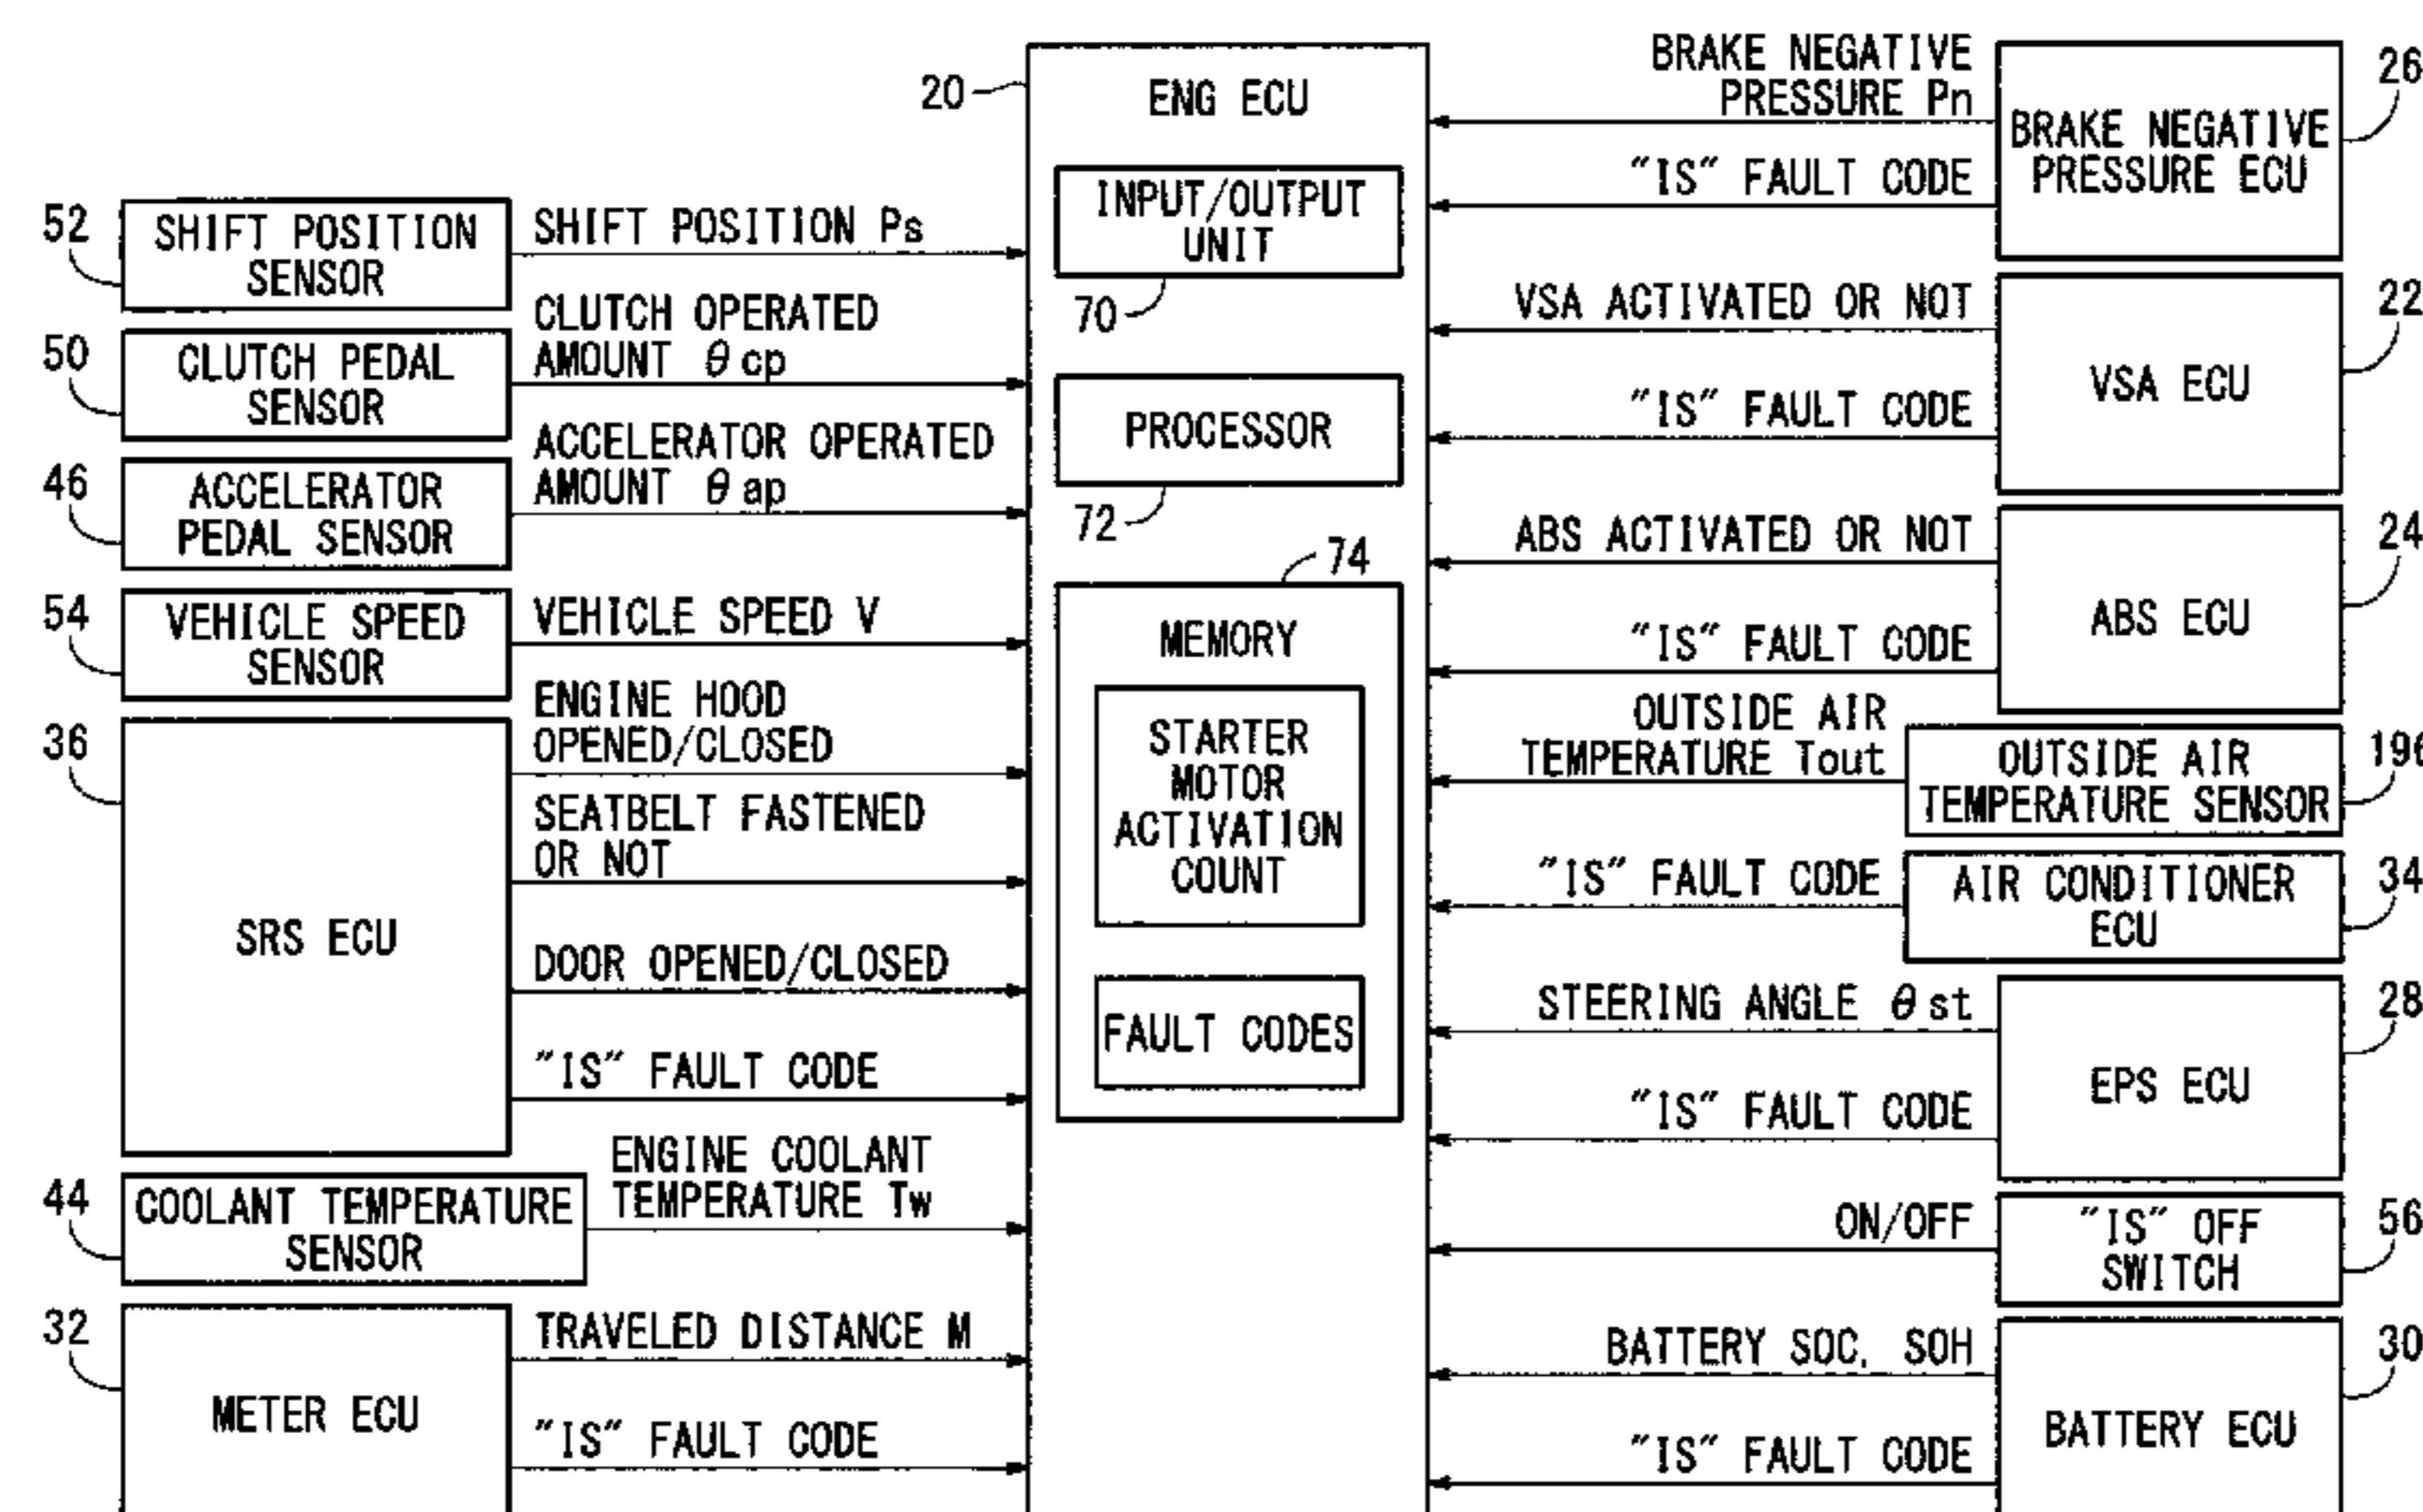 20
ENG ECU
INPUT/OUTPUT
UNIT
70
PROCESSOR
72
74
MEMORY
STARTER
MOTOR
ACTIVATION
COUNT
FAULT CODES
52
SHIFT POSITION
SENSOR
SHIFT POSITION Ps
50
CLUTCH PEDAL
SENSOR
CLUTCH OPERATED
AMOUNT θcp
46
ACCELERATOR
PEDAL SENSOR
ACCELERATOR OPERATED
AMOUNT θap
54
VEHICLE SPEED
SENSOR
VEHICLE SPEED V
36
SRS ECU
ENGINE HOOD
OPENED/CLOSED
SEATBELT FASTENED
OR NOT
DOOR OPENED/CLOSED
"IS" FAULT CODE
44
COOLANT TEMPERATURE
SENSOR
ENGINE COOLANT
TEMPERATURE Tw
32
METER ECU
TRAVELED DISTANCE M
"IS" FAULT CODE
BRAKE NEGATIVE
PRESSURE Pn
"IS" FAULT CODE
BRAKE NEGATIVE
PRESSURE ECU
26
VSA ACTIVATED OR NOT
"IS" FAULT CODE
VSA ECU
22
ABS ACTIVATED OR NOT
"IS" FAULT CODE
ABS ECU
24
OUTSIDE AIR
TEMPERATURE Tout
OUTSIDE AIR
TEMPERATURE SENSOR
196
"IS" FAULT CODE
AIR CONDITIONER
ECU
34
STEERING ANGLE θst
"IS" FAULT CODE
EPS ECU
28
ON/OFF
"IS" OFF
SWITCH
56
BATTERY SOC, SOH
"IS" FAULT CODE
BATTERY ECU
30